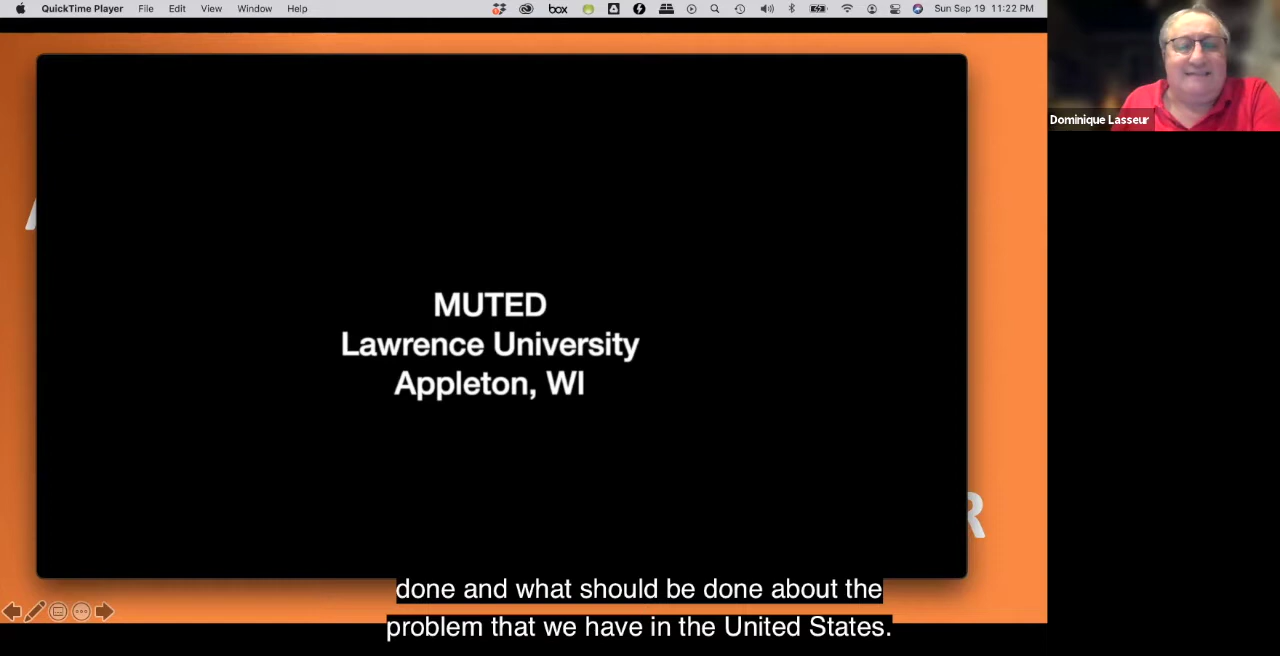 QuickTime Player File Edit View Window Help box Sun Sep 19 11:22 PM
Dominique Lasseur
MUTED
Lawrence University
Appleton, WI
R
done and what should be done about the
problem that we have in the United States.